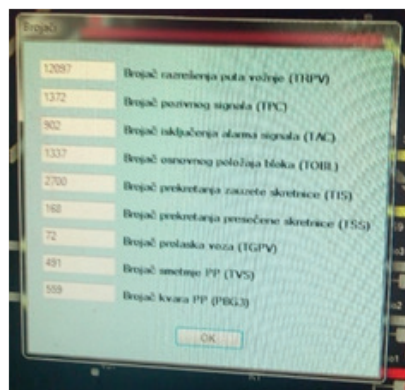 Brojači
12097 Brojač razrešenja puta vožnje (TRPV)
1372 Brojač pozivnog signala (TPC)
902 Brojač isključenja alarma signala (TAC)
1337 Brojač osnovnog položaja bloka (TOBL)
2700 Brojač prekretanja zauzete skretnice (TIS)
168 Brojač prekretanja presečene skretnice (TSS)
72 Brojač prolaska voza (TGPV)
491 Brojač smetnje PP (TVS)
559 Brojač kvara PP (PBG3)
OK